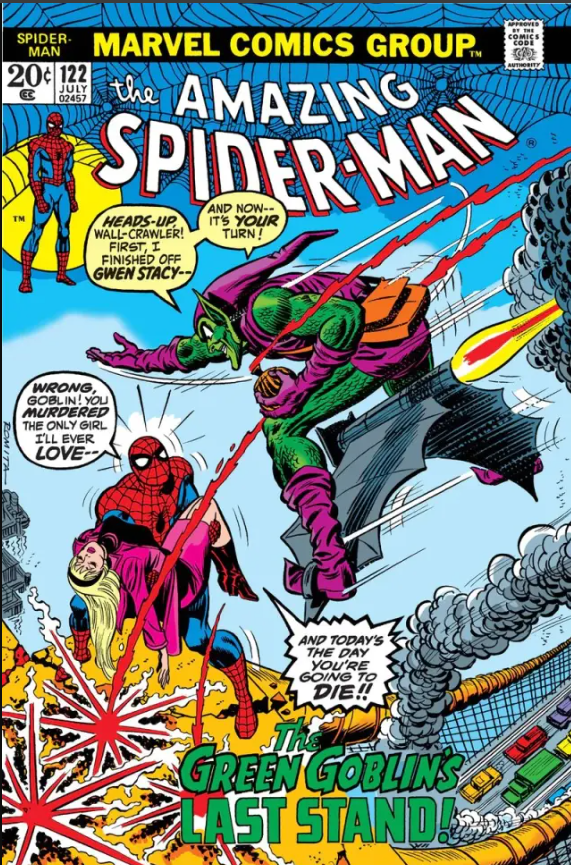 SPIDER-
MAN
MARVEL COMICS GROUP™
APPROVED
BY THE
COMICS
CODE
AUTHORITY
20¢
CC
122
JULY
02457
the AMAZING
SPIDER-MAN®
TM
HEADS-UP,
WALL-CRAWLER!
FIRST, I
FINISHED OFF
GWEN STACY--
AND NOW--
IT'S YOUR
TURN!
WRONG,
GOBLIN! YOU
MURDERED
THE ONLY GIRL
I'LL EVER
LOVE--
ROMITA
AND TODAY'S
THE DAY
YOU'RE
GOING TO
DIE!!
The
GREEN GOBLIN'S
LAST STAND!